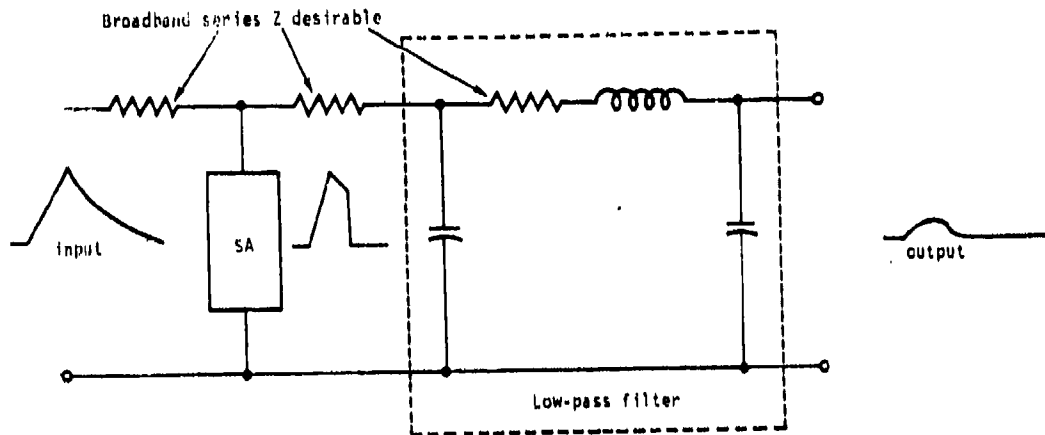 Broadband series Z desirable
input
SA
output
Low-pass filter